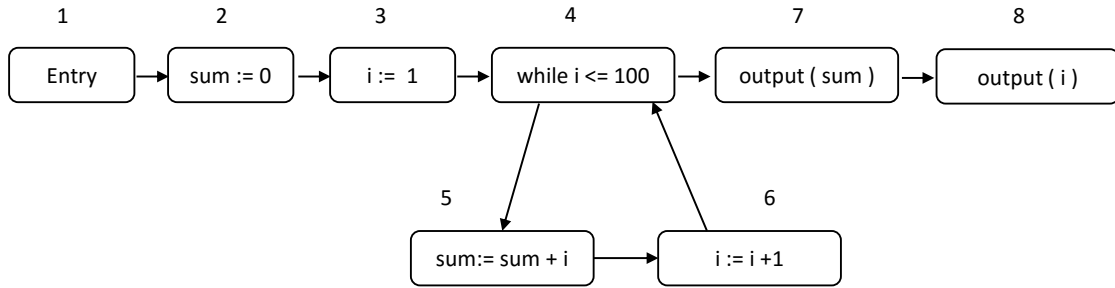 1 2 3 4 7 8
Entry sum := 0 i := 1 while i <= 100 output ( sum ) output ( i )
5 6
sum:= sum + i i := i +1